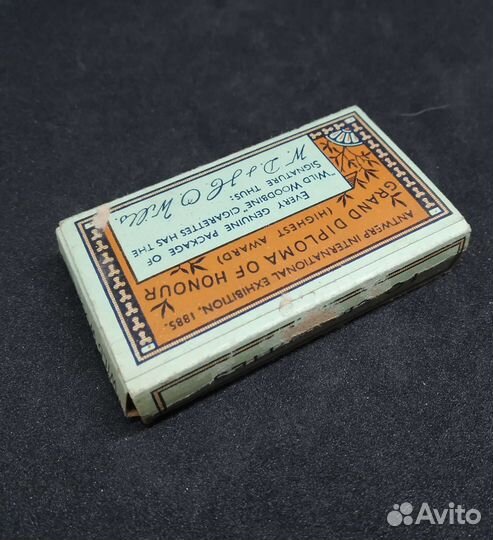 ANTWERP INTERNATIONAL EXHIBITION, 1885.
GRAND DIPLOMA OF HONOUR
(HIGHEST AWARD)
EVERY GENUINE PACKAGE OF
"WILD WOODBINE" CIGARETTES HAS THE
SIGNATURE THUS:
W. D. & H. O. Wills.
Avito